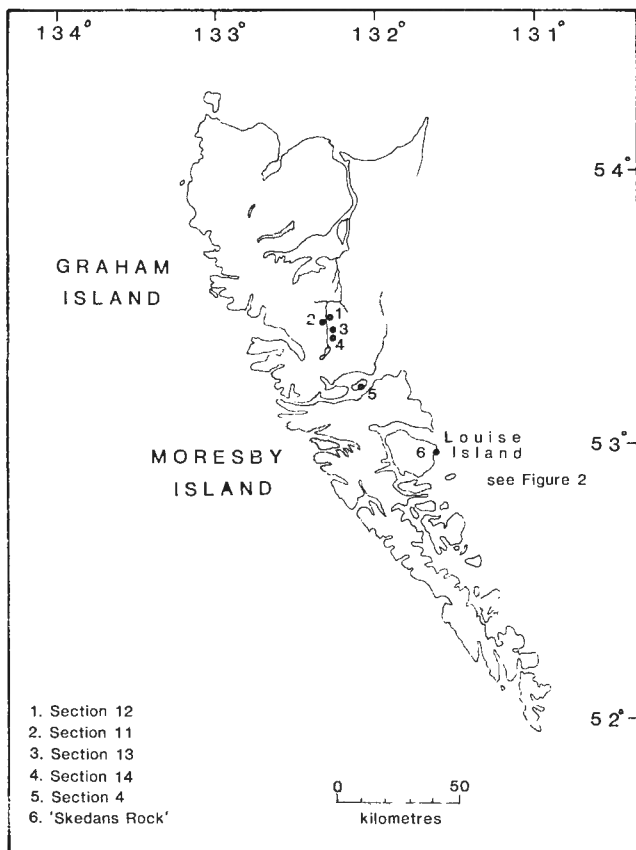 134° 133° 132° 131°
54°
GRAHAM
ISLAND
1
2
3
4
5
53°
Louise
Island
6
MORESBY
ISLAND
see Figure 2
52°
1. Section 12
2. Section 11
3. Section 13
4. Section 14
5. Section 4
6. 'Skedans Rock'
0 50
kilometres